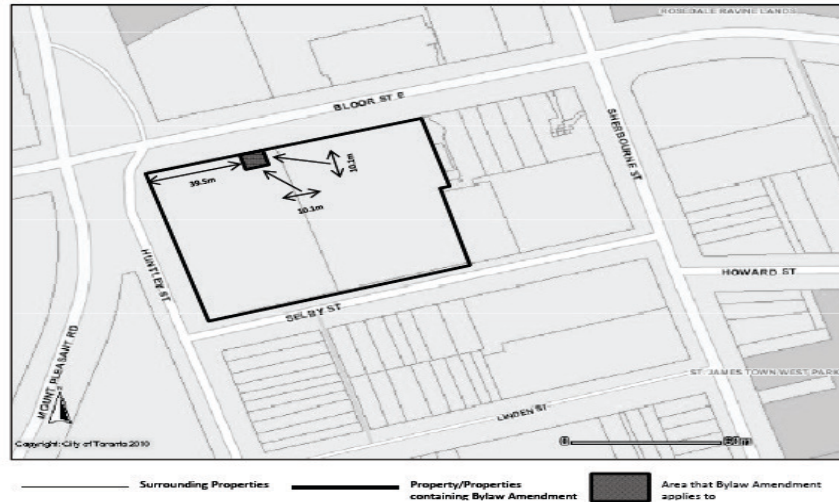 ROSEDALE RAVINE LANDS
BLOOR ST E
SHERBOURNE ST
39.5m
10.1m
10.1m
HUNTLEY ST
HOWARD ST
SELBY ST
MOUNT PLEASANT RD
ST JAMES TOWN WEST PARK
LINDEN ST
Copyright: City of Toronto 2010
0 60m
Surrounding Properties
Property/Properties
containing Bylaw Amendment
Area that Bylaw Amendment
applies to